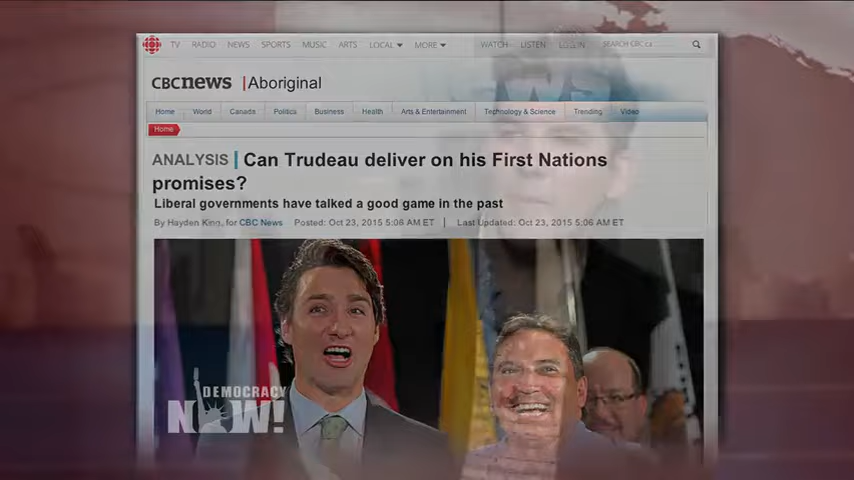 TV RADIO NEWS SPORTS MUSIC ARTS LOCAL MORE WATCH LISTEN LOG IN SEARCH CBC.ca
CBCnews | Aboriginal
Home World Canada Politics Business Health Arts & Entertainment Technology & Science Trending Video
Home
ANALYSIS | Can Trudeau deliver on his First Nations
promises?
Liberal governments have talked a good game in the past
By Hayden King, for CBC News Posted: Oct 23, 2015 5:06 AM ET | Last Updated: Oct 23, 2015 5:06 AM ET
DEMOCRACY
NOW!